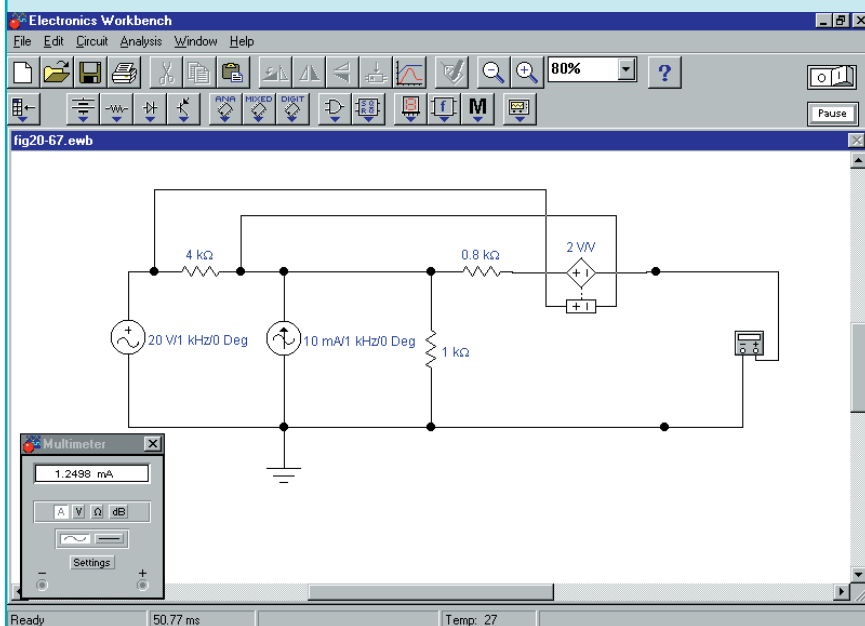 Electronics Workbench
File Edit Circuit Analysis Window Help
80%
?
ANA MIXED DIGIT
M
Pause
fig20-67.ewb
2 V/V
4 kΩ
0.8 kΩ
20 V/1 kHz/0 Deg
10 mA/1 kHz/0 Deg
1 kΩ
Multimeter
1.2498 mA
A V Ω dB
Settings
Ready 50.77 ms Temp: 27